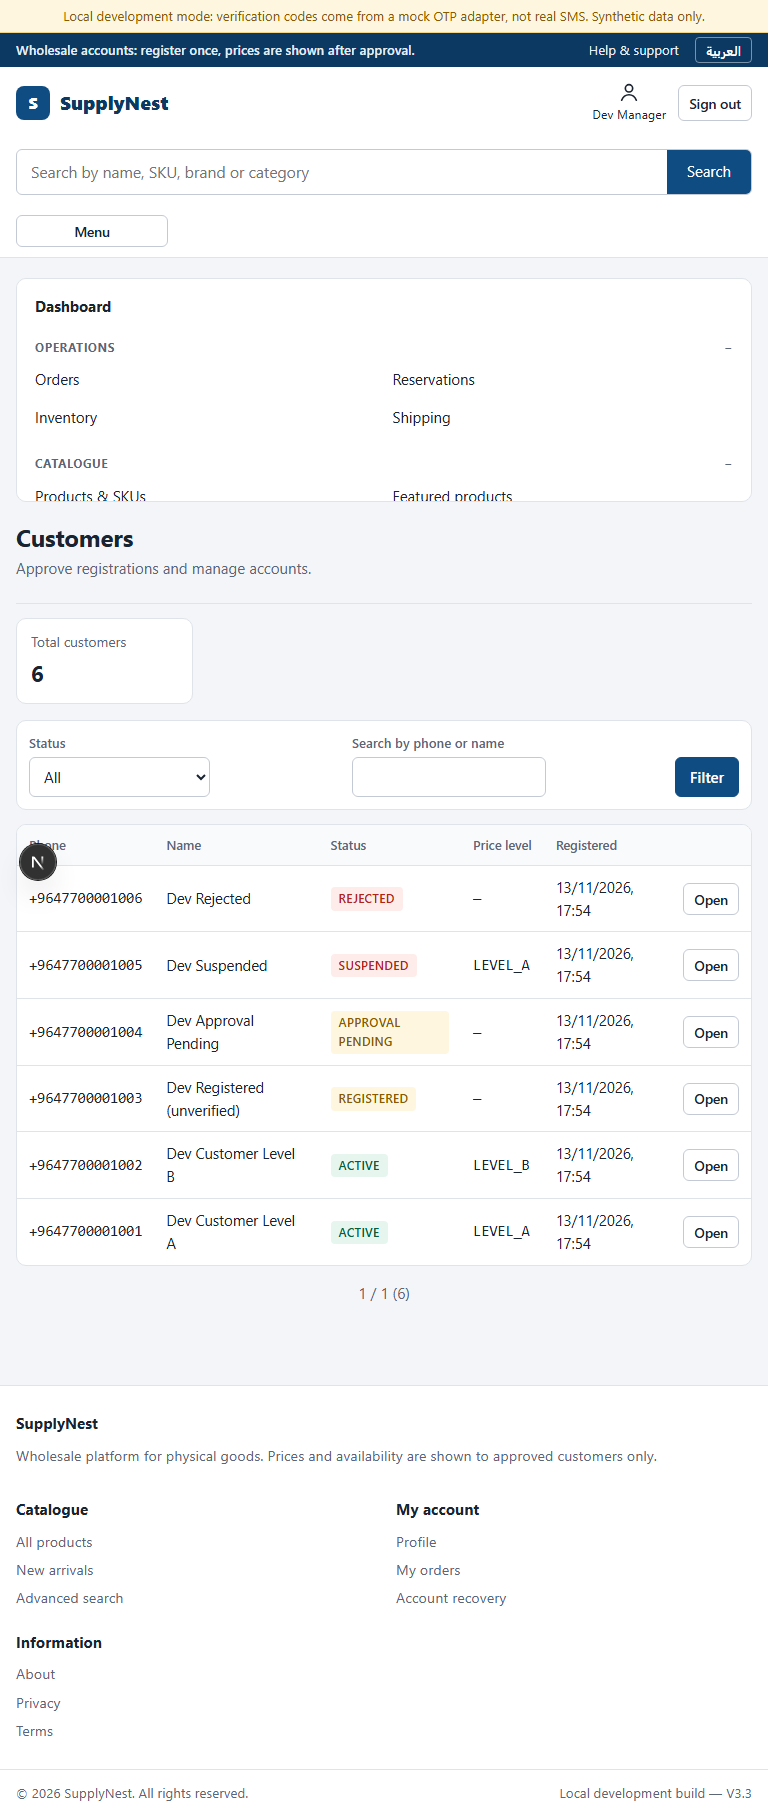 Local development mode: verification codes come from a mock OTP adapter, not real SMS. Synthetic data only.
Wholesale accounts: register once, prices are shown after approval.
Help & support
العربية
S
SupplyNest
Dev Manager
Sign out
Search by name, SKU, brand or category
Search
Menu
Dashboard
OPERATIONS –
Orders Reservations
Inventory Shipping
CATALOGUE –
Products & SKUs Featured products
Customers
Approve registrations and manage accounts.
Total customers
6
Status Search by phone or name
All
Filter
Phone Name Status Price level Registered
N
+9647700001006 Dev Rejected REJECTED – 13/11/2026, 17:54 Open
+9647700001005 Dev Suspended SUSPENDED LEVEL_A 13/11/2026, 17:54 Open
+9647700001004 Dev Approval Pending APPROVAL PENDING – 13/11/2026, 17:54 Open
+9647700001003 Dev Registered (unverified) REGISTERED – 13/11/2026, 17:54 Open
+9647700001002 Dev Customer Level B ACTIVE LEVEL_B 13/11/2026, 17:54 Open
+9647700001001 Dev Customer Level A ACTIVE LEVEL_A 13/11/2026, 17:54 Open
1 / 1 (6)
SupplyNest
Wholesale platform for physical goods. Prices and availability are shown to approved customers only.
Catalogue
All products
New arrivals
Advanced search
My account
Profile
My orders
Account recovery
Information
About
Privacy
Terms
© 2026 SupplyNest. All rights reserved.
Local development build — V3.3